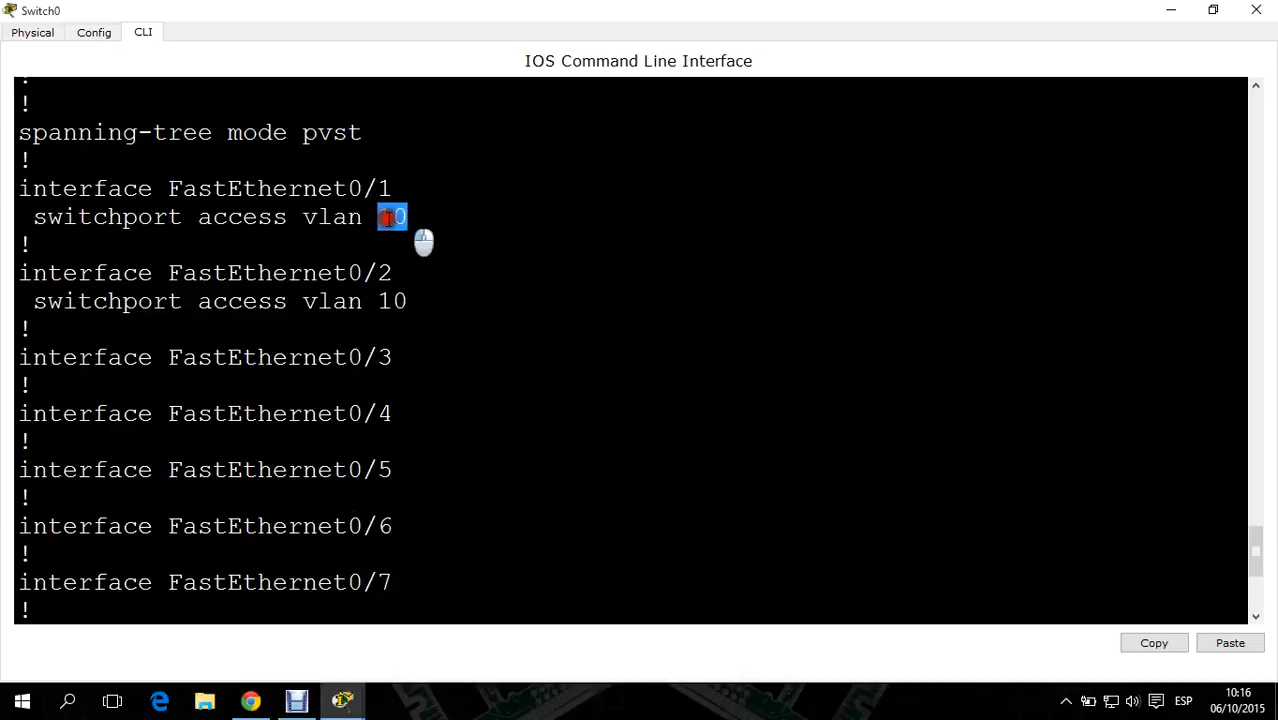 Switch0
Physical Config CLI
IOS Command Line Interface
!
!
spanning-tree mode pvst
!
interface FastEthernet0/1
switchport access vlan
!
interface FastEthernet0/2
switchport access vlan 10
!
interface FastEthernet0/3
!
interface FastEthernet0/4
!
interface FastEthernet0/5
!
interface FastEthernet0/6
!
interface FastEthernet0/7
!
Copy Paste
ESP
10:16
06/10/2015